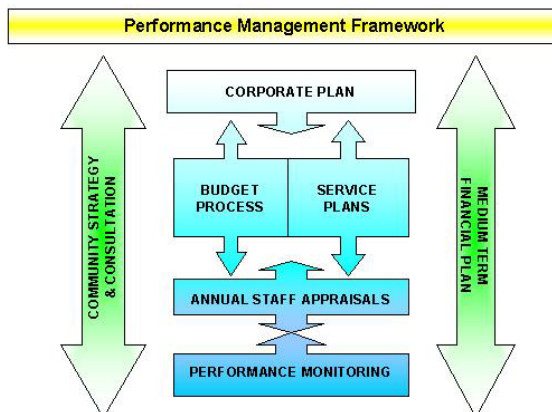 Performance Management Framework
CORPORATE PLAN
COMMUNITY STRATEGY
& CONSULTATION
BUDGET
PROCESS
SERVICE
PLANS
MEDIUM TERM
FINANCIAL PLAN
ANNUAL STAFF APPRAISALS
PERFORMANCE MONITORING